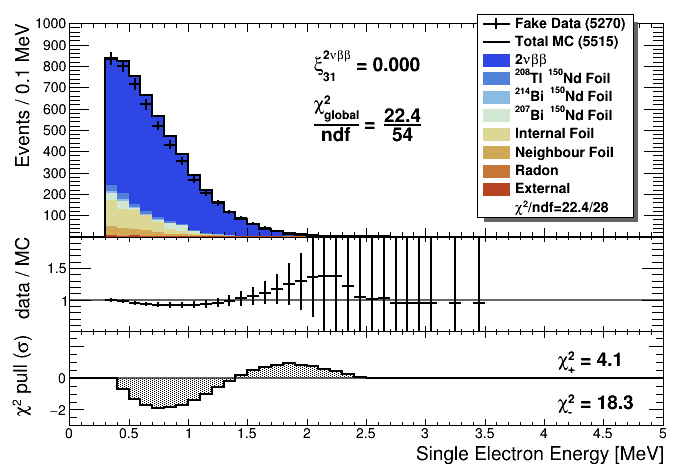 Events / 0.1 MeV
1000
900
800
700
600
500
400
300
200
100
ξ³¹ 2νββ = 0.000
χ² global / ndf = 22.4 / 54
Fake Data (5270)
Total MC (5515)
2νββ
²⁰⁸Tl ¹⁵⁰Nd Foil
²¹⁴Bi ¹⁵⁰Nd Foil
²⁰⁷Bi ¹⁵⁰Nd Foil
Internal Foil
Neighbour Foil
Radon
External
χ²/ndf=22.4/28
data / MC
1.5
1
χ² pull (σ)
0
−2
χ²₊ = 4.1
χ²₋ = 18.3
0 0.5 1 1.5 2 2.5 3 3.5 4 4.5 5
Single Electron Energy [MeV]